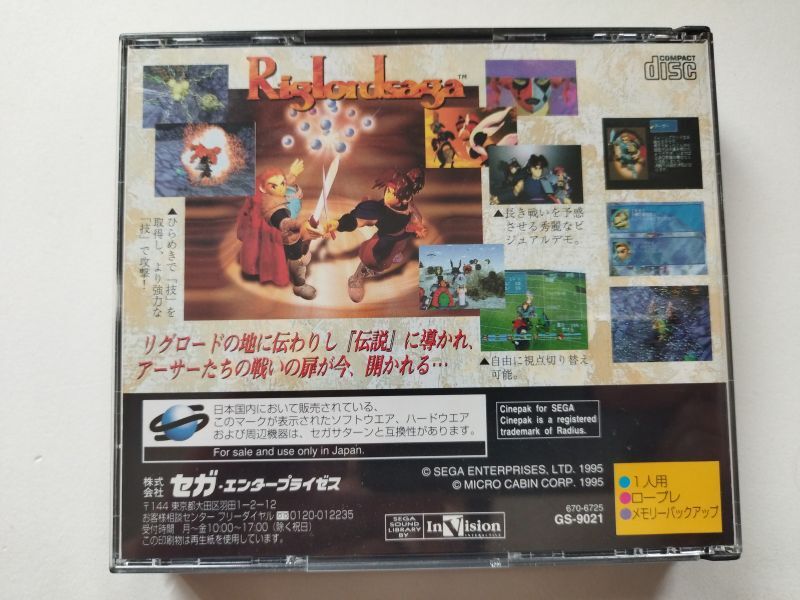 Riglordsaga™
COMPACT
disc
▲ひらめきで「技」を
取得し、より強力な
「技」で攻撃!
▲長き戦いを予感
させる秀麗なビ
ジュアルデモ。
▲自由に視点切り替え
可能。
リグロードの地に伝わりし『伝説』に導かれ、
アーサーたちの戦いの扉が今、開かれる…
日本国内において販売されている、
このマークが表示されたソフトウエア、ハードウエア
および周辺機器は、セガサターンと互換性があります。
For sale and use only in Japan.
Cinepak for SEGA
Cinepak is a registered
trademark of Radius.
株式会社 セガ・エンタープライゼス
〒144 東京都大田区羽田1-2-12
お客様相談センター フリーダイヤル 0120-012235
受付時間 月〜金10:00〜17:00(除く祝日)
この印刷物は再生紙を使用しています。
© SEGA ENTERPRISES, LTD. 1995
© MICRO CABIN CORP. 1995
670-6725
GS-9021
SEGA SOUND LIBRARY BY
InVision
INTERACTIVE
1人用
ロープレ
メモリーバックアップ